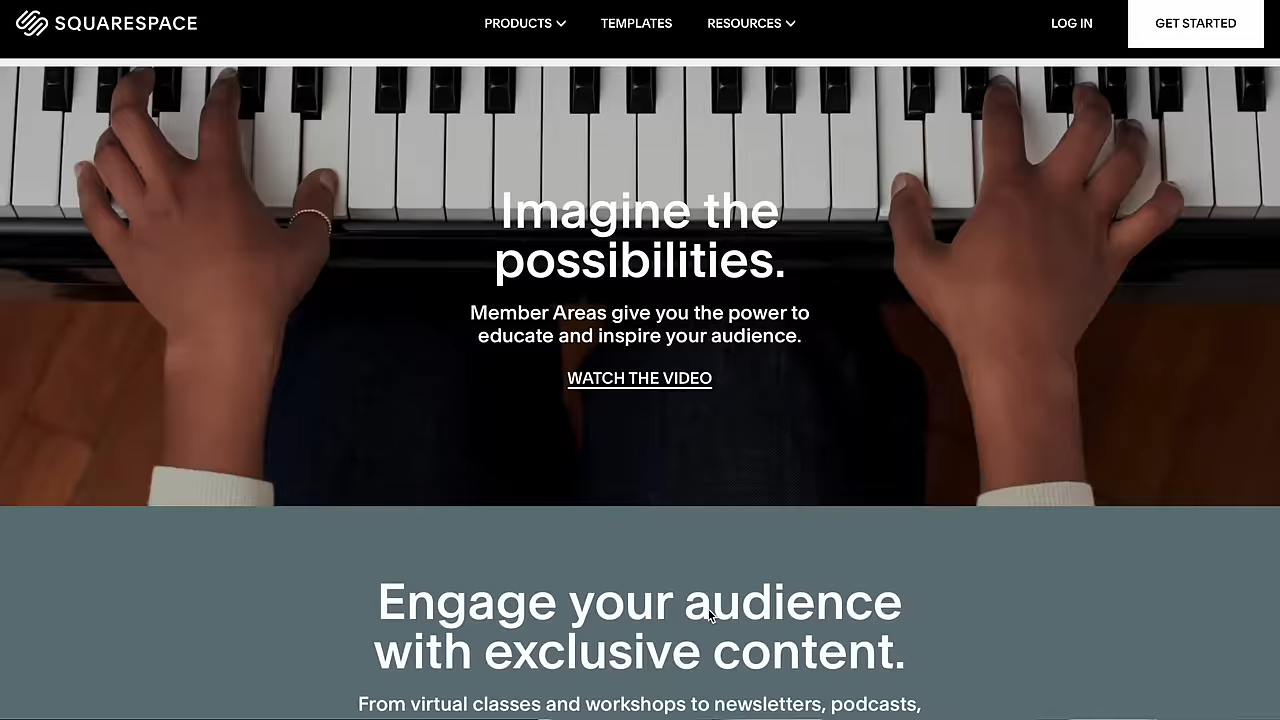 SQUARESPACE
PRODUCTS
TEMPLATES
RESOURCES
LOG IN
GET STARTED
Imagine the
possibilities.
Member Areas give you the power to
educate and inspire your audience.
WATCH THE VIDEO
Engage your audience
with exclusive content.
From virtual classes and workshops to newsletters, podcasts,